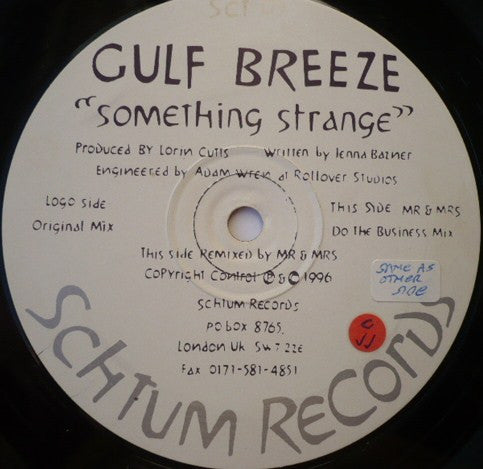 Schtum
GULF BREEZE
"Something Strange"
Produced by Lorin Cutts Written by Jenna Bazner
Engineered by Adam Wren at Rollover Studios
Logo Side This Side MR & MRS
Original Mix Do The Business Mix
This side Remixed by MR & MRS
Copyright Control ℗ & © 1996
Schtum Records
PO box 8765.
London UK SW7 2ZE
Fax 0171-581-4851
SAME AS
OTHER
SIDE
SCHTUM RECORDS